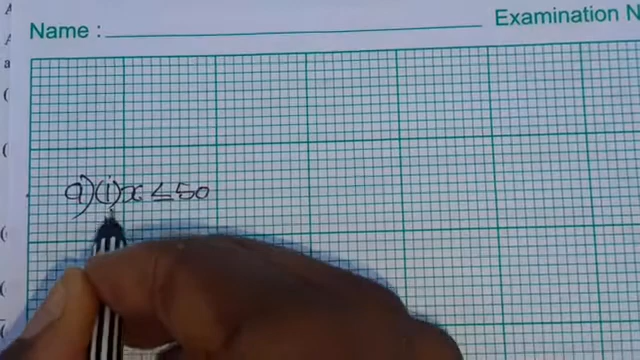 Name :
Examination N
a)(i)x ≤50